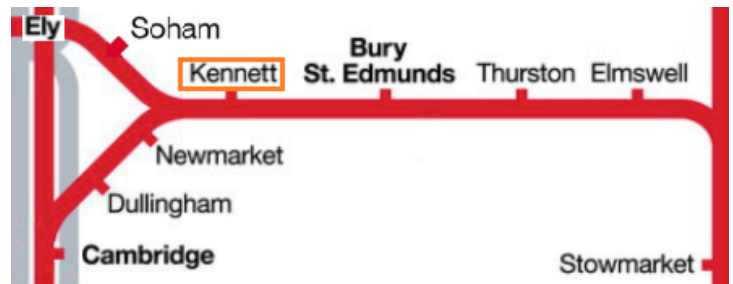 Ely
Soham
Kennett
Bury
St. Edmunds
Thurston
Elmswell
Newmarket
Dullingham
Cambridge
Stowmarket